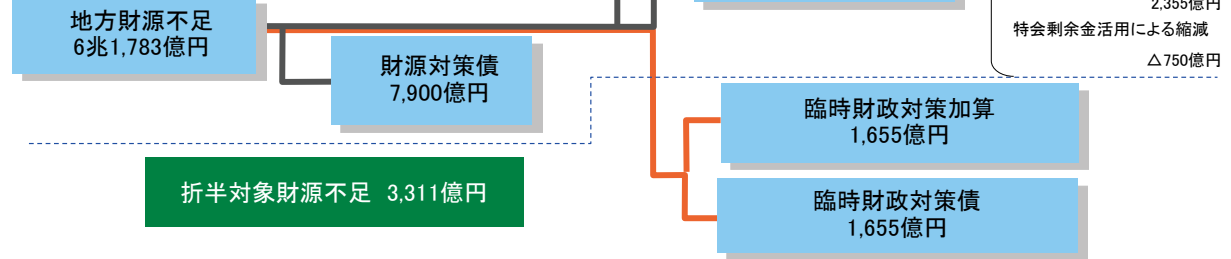 2,355億円
特会剰余金活用による縮減
△750億円
地方財源不足
6兆1,783億円
財源対策債
7,900億円
臨時財政対策加算
1,655億円
折半対象財源不足 3,311億円
臨時財政対策債
1,655億円